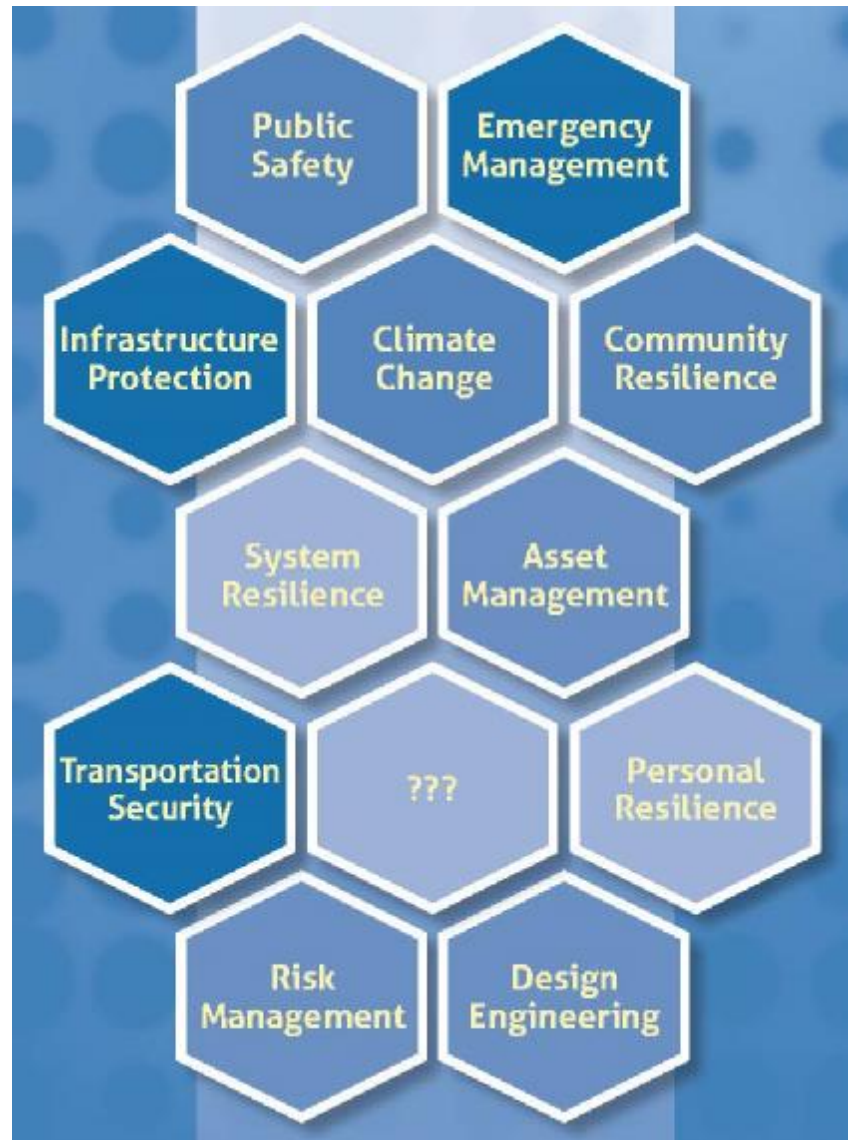 Public
Safety
Emergency
Management
Infrastructure
Protection
Climate
Change
Community
Resilience
System
Resilience
Asset
Management
Transportation
Security
???
Personal
Resilience
Risk
Management
Design
Engineering